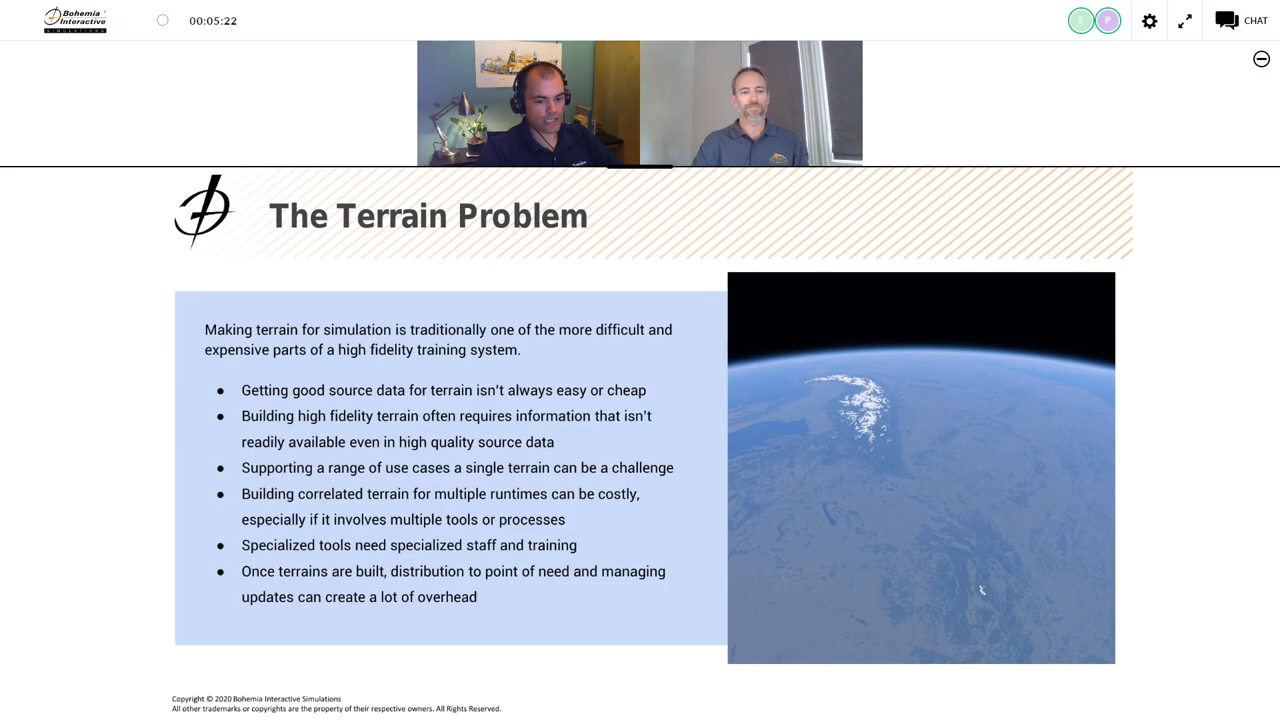 Bohemia
Interactive
SIMULATIONS
00:05:22
E
P
CHAT
The Terrain Problem
Making terrain for simulation is traditionally one of the more difficult and
expensive parts of a high fidelity training system.
● Getting good source data for terrain isn't always easy or cheap
● Building high fidelity terrain often requires information that isn't
readily available even in high quality source data
● Supporting a range of use cases a single terrain can be a challenge
● Building correlated terrain for multiple runtimes can be costly,
especially if it involves multiple tools or processes
● Specialized tools need specialized staff and training
● Once terrains are built, distribution to point of need and managing
updates can create a lot of overhead
Copyright © 2020 Bohemia Interactive Simulations
All other trademarks or copyrights are the property of their respective owners. All Rights Reserved.